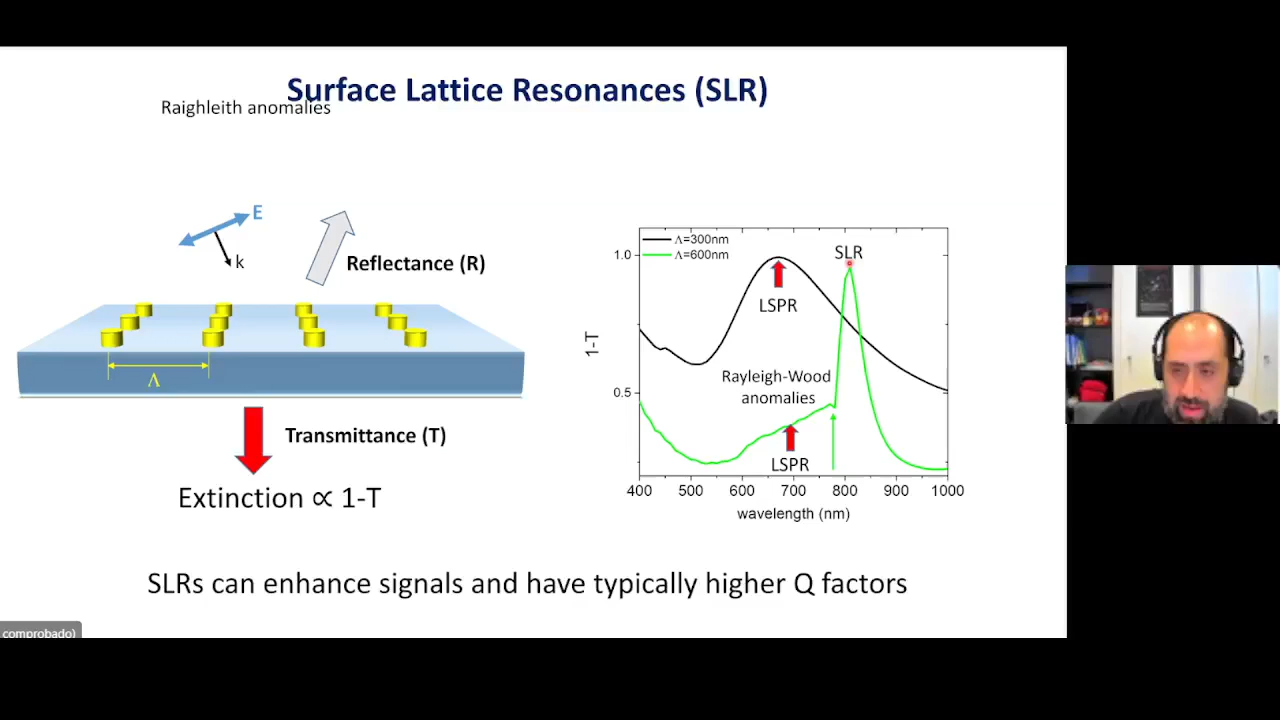 Surface Lattice Resonances (SLR)
Raighleith anomalies
E
k
Reflectance (R)
Λ
Transmittance (T)
Extinction ∝ 1-T
Λ=300nm
Λ=600nm
SLR
1.0
LSPR
1-T
Rayleigh-Wood
anomalies
0.5
LSPR
400 500 600 700 800 900 1000
wavelength (nm)
SLRs can enhance signals and have typically higher Q factors
comprobado)